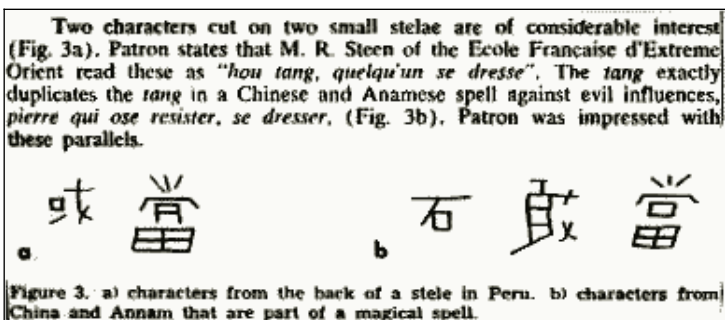 Two characters cut on two small stelae are of considerable interest
(Fig. 3a). Patron states that M. R. Steen of the Ecole Française d'Extreme
Orient read these as "hou tang, quelqu'un se dresse". The tang exactly
duplicates the tang in a Chinese and Anamese spell against evil influences,
pierre qui ose resister, se dresser, (Fig. 3b). Patron was impressed with
these parallels.
石 敢 當
a b
Figure 3. a) characters from the back of a stele in Peru. b) characters from
China and Annam that are part of a magical spell.